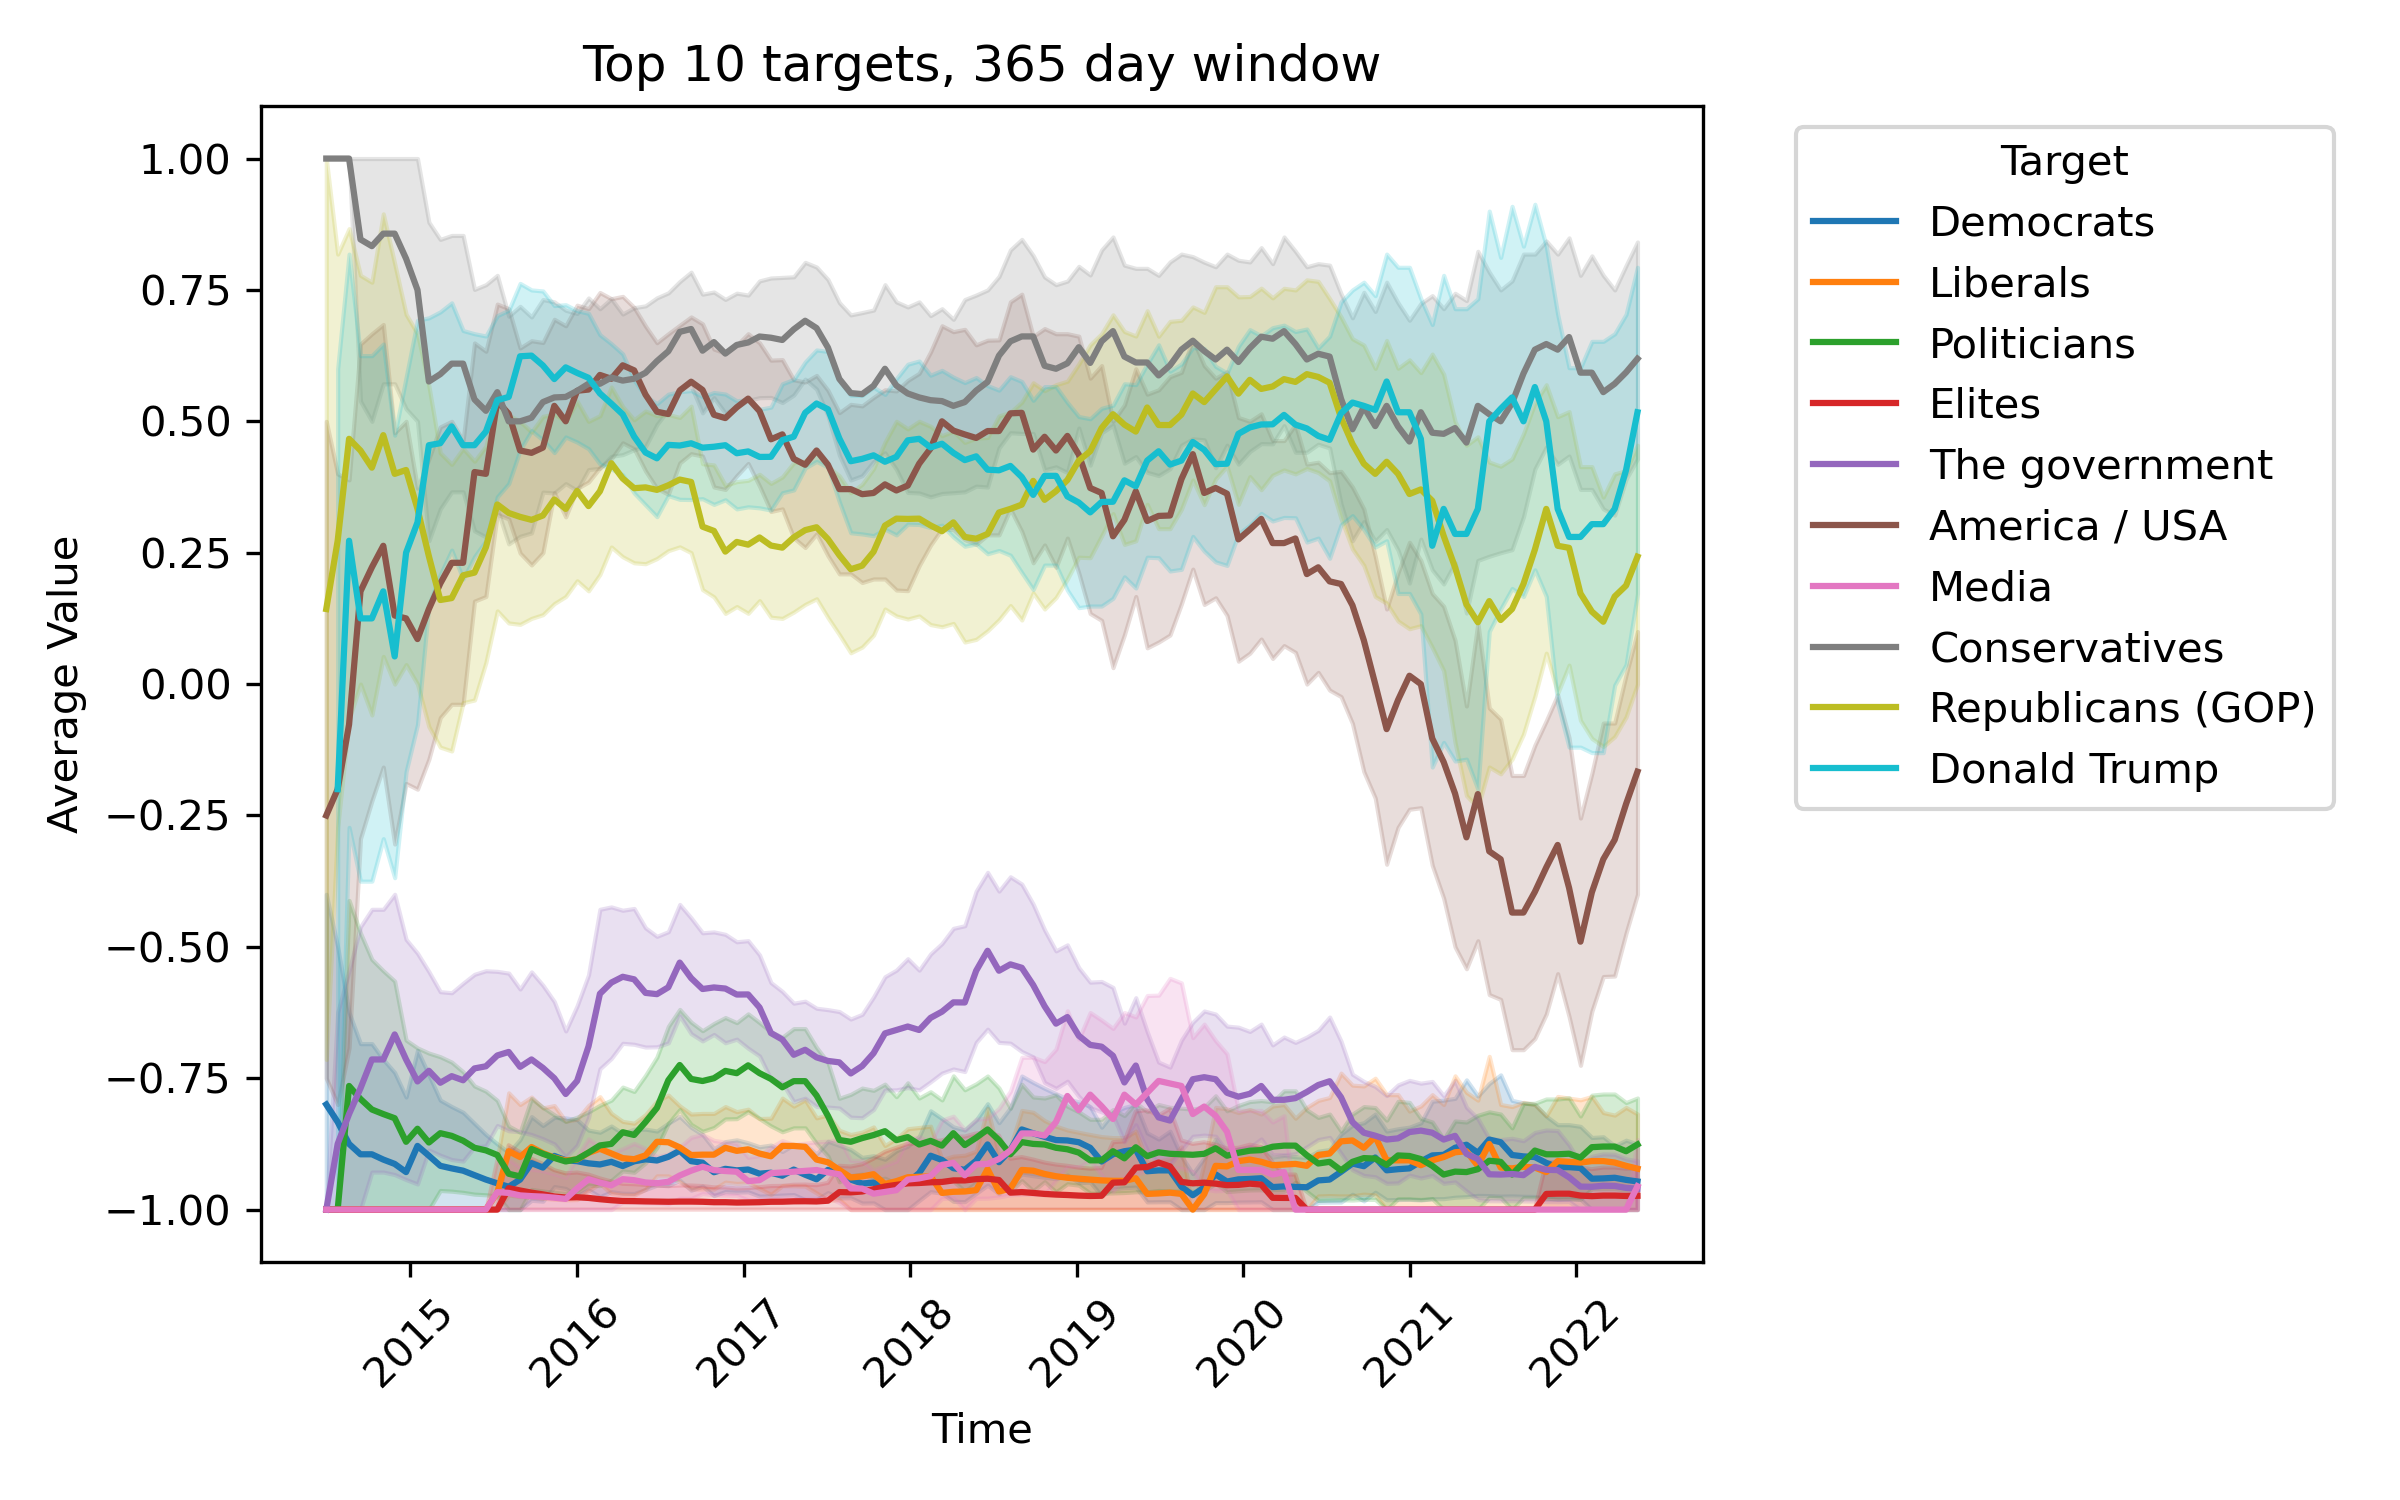 Top 10 targets, 365 day window
Average Value
1.00
0.75
0.50
0.25
0.00
−0.25
−0.50
−0.75
−1.00
2015
2016
2017
2018
2019
2020
2021
2022
Time
Target
Democrats
Liberals
Politicians
Elites
The government
America / USA
Media
Conservatives
Republicans (GOP)
Donald Trump